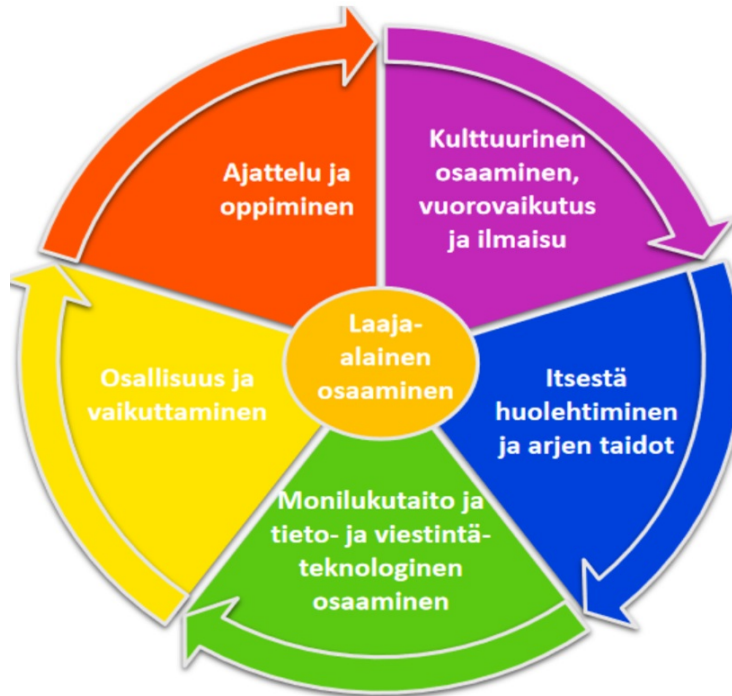 Ajattelu ja
oppiminen
Kulttuurinen
osaaminen,
vuorovaikutus
ja ilmaisu
Laaja-
alainen
osaaminen
Osallisuus ja
vaikuttaminen
Itsestä
huolehtiminen
ja arjen taidot
Monilukutaito ja
tieto- ja viestintä-
teknologinen
osaaminen